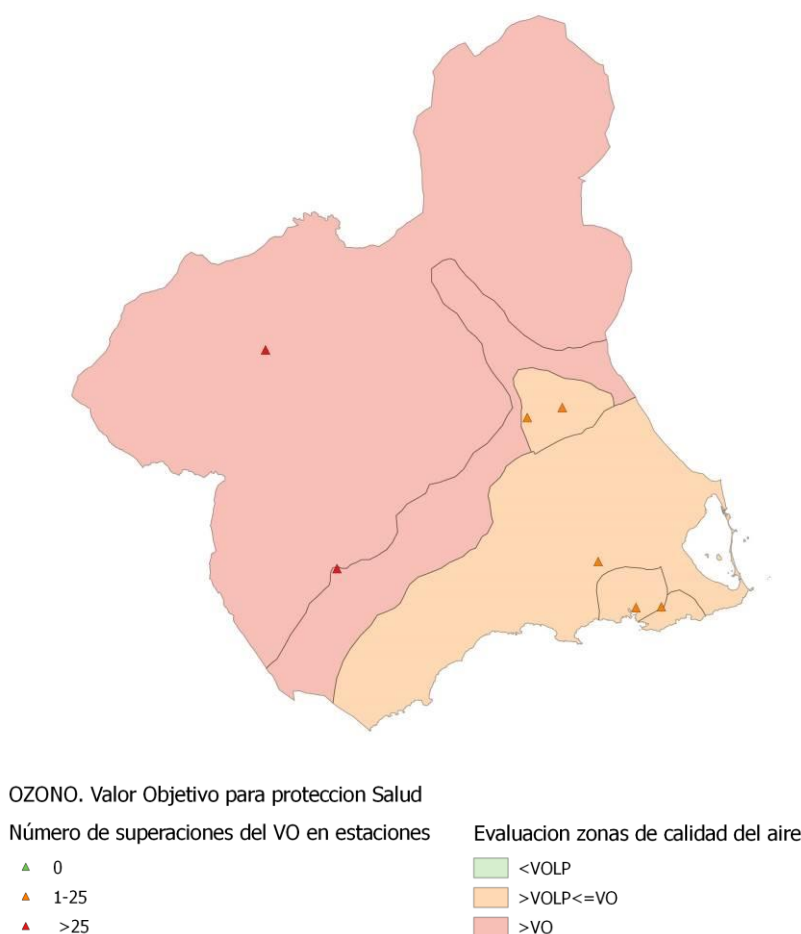 OZONO. Valor Objetivo para proteccion Salud
Número de superaciones del VO en estaciones
0
1-25
>25
Evaluacion zonas de calidad del aire
<VOLP
>VOLP<=VO
>VO